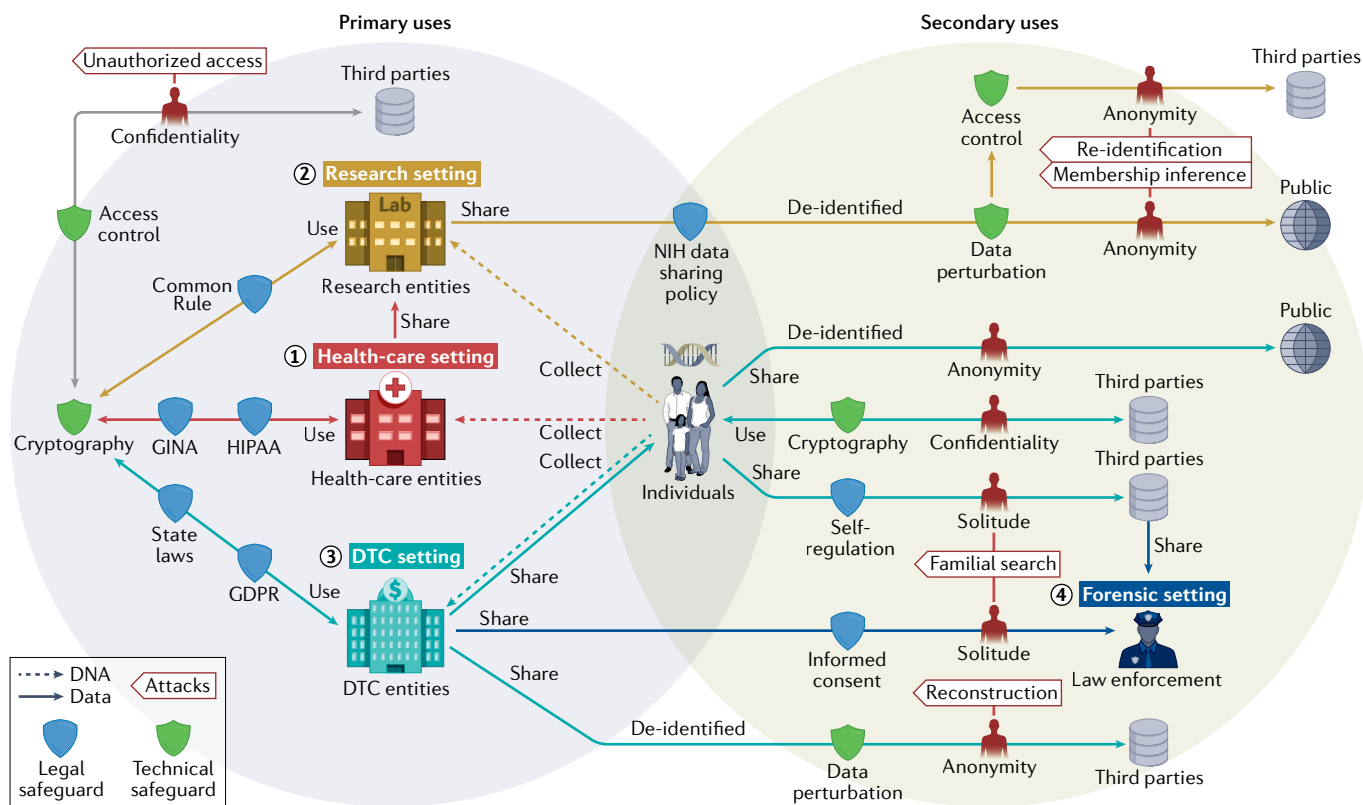 Primary uses
Secondary uses
Unauthorized access
Third parties
Third parties
Confidentiality
Access
control
Anonymity
Re-identification
Membership inference
② Research setting
Public
Lab
Access
control
Use
Share
De-identified
NIH data
sharing
policy
Data
perturbation
Anonymity
Common
Rule
Research entities
Share
Public
De-identified
① Health-care setting
Collect
Share
Anonymity
Third parties
Cryptography
GINA
HIPAA
Use
Collect
Use
Cryptography
Confidentiality
Collect
Third parties
Health-care entities
Share
Individuals
State
laws
Self-
regulation
Solitude
Share
③ DTC setting
Familial search
GDPR
Use
$
Share
④ Forensic setting
Share
Informed
consent
Solitude
Law enforcement
DTC entities
Share
Reconstruction
De-identified
Data
perturbation
Anonymity
Third parties
DNA
Data
Attacks
Legal
safeguard
Technical
safeguard